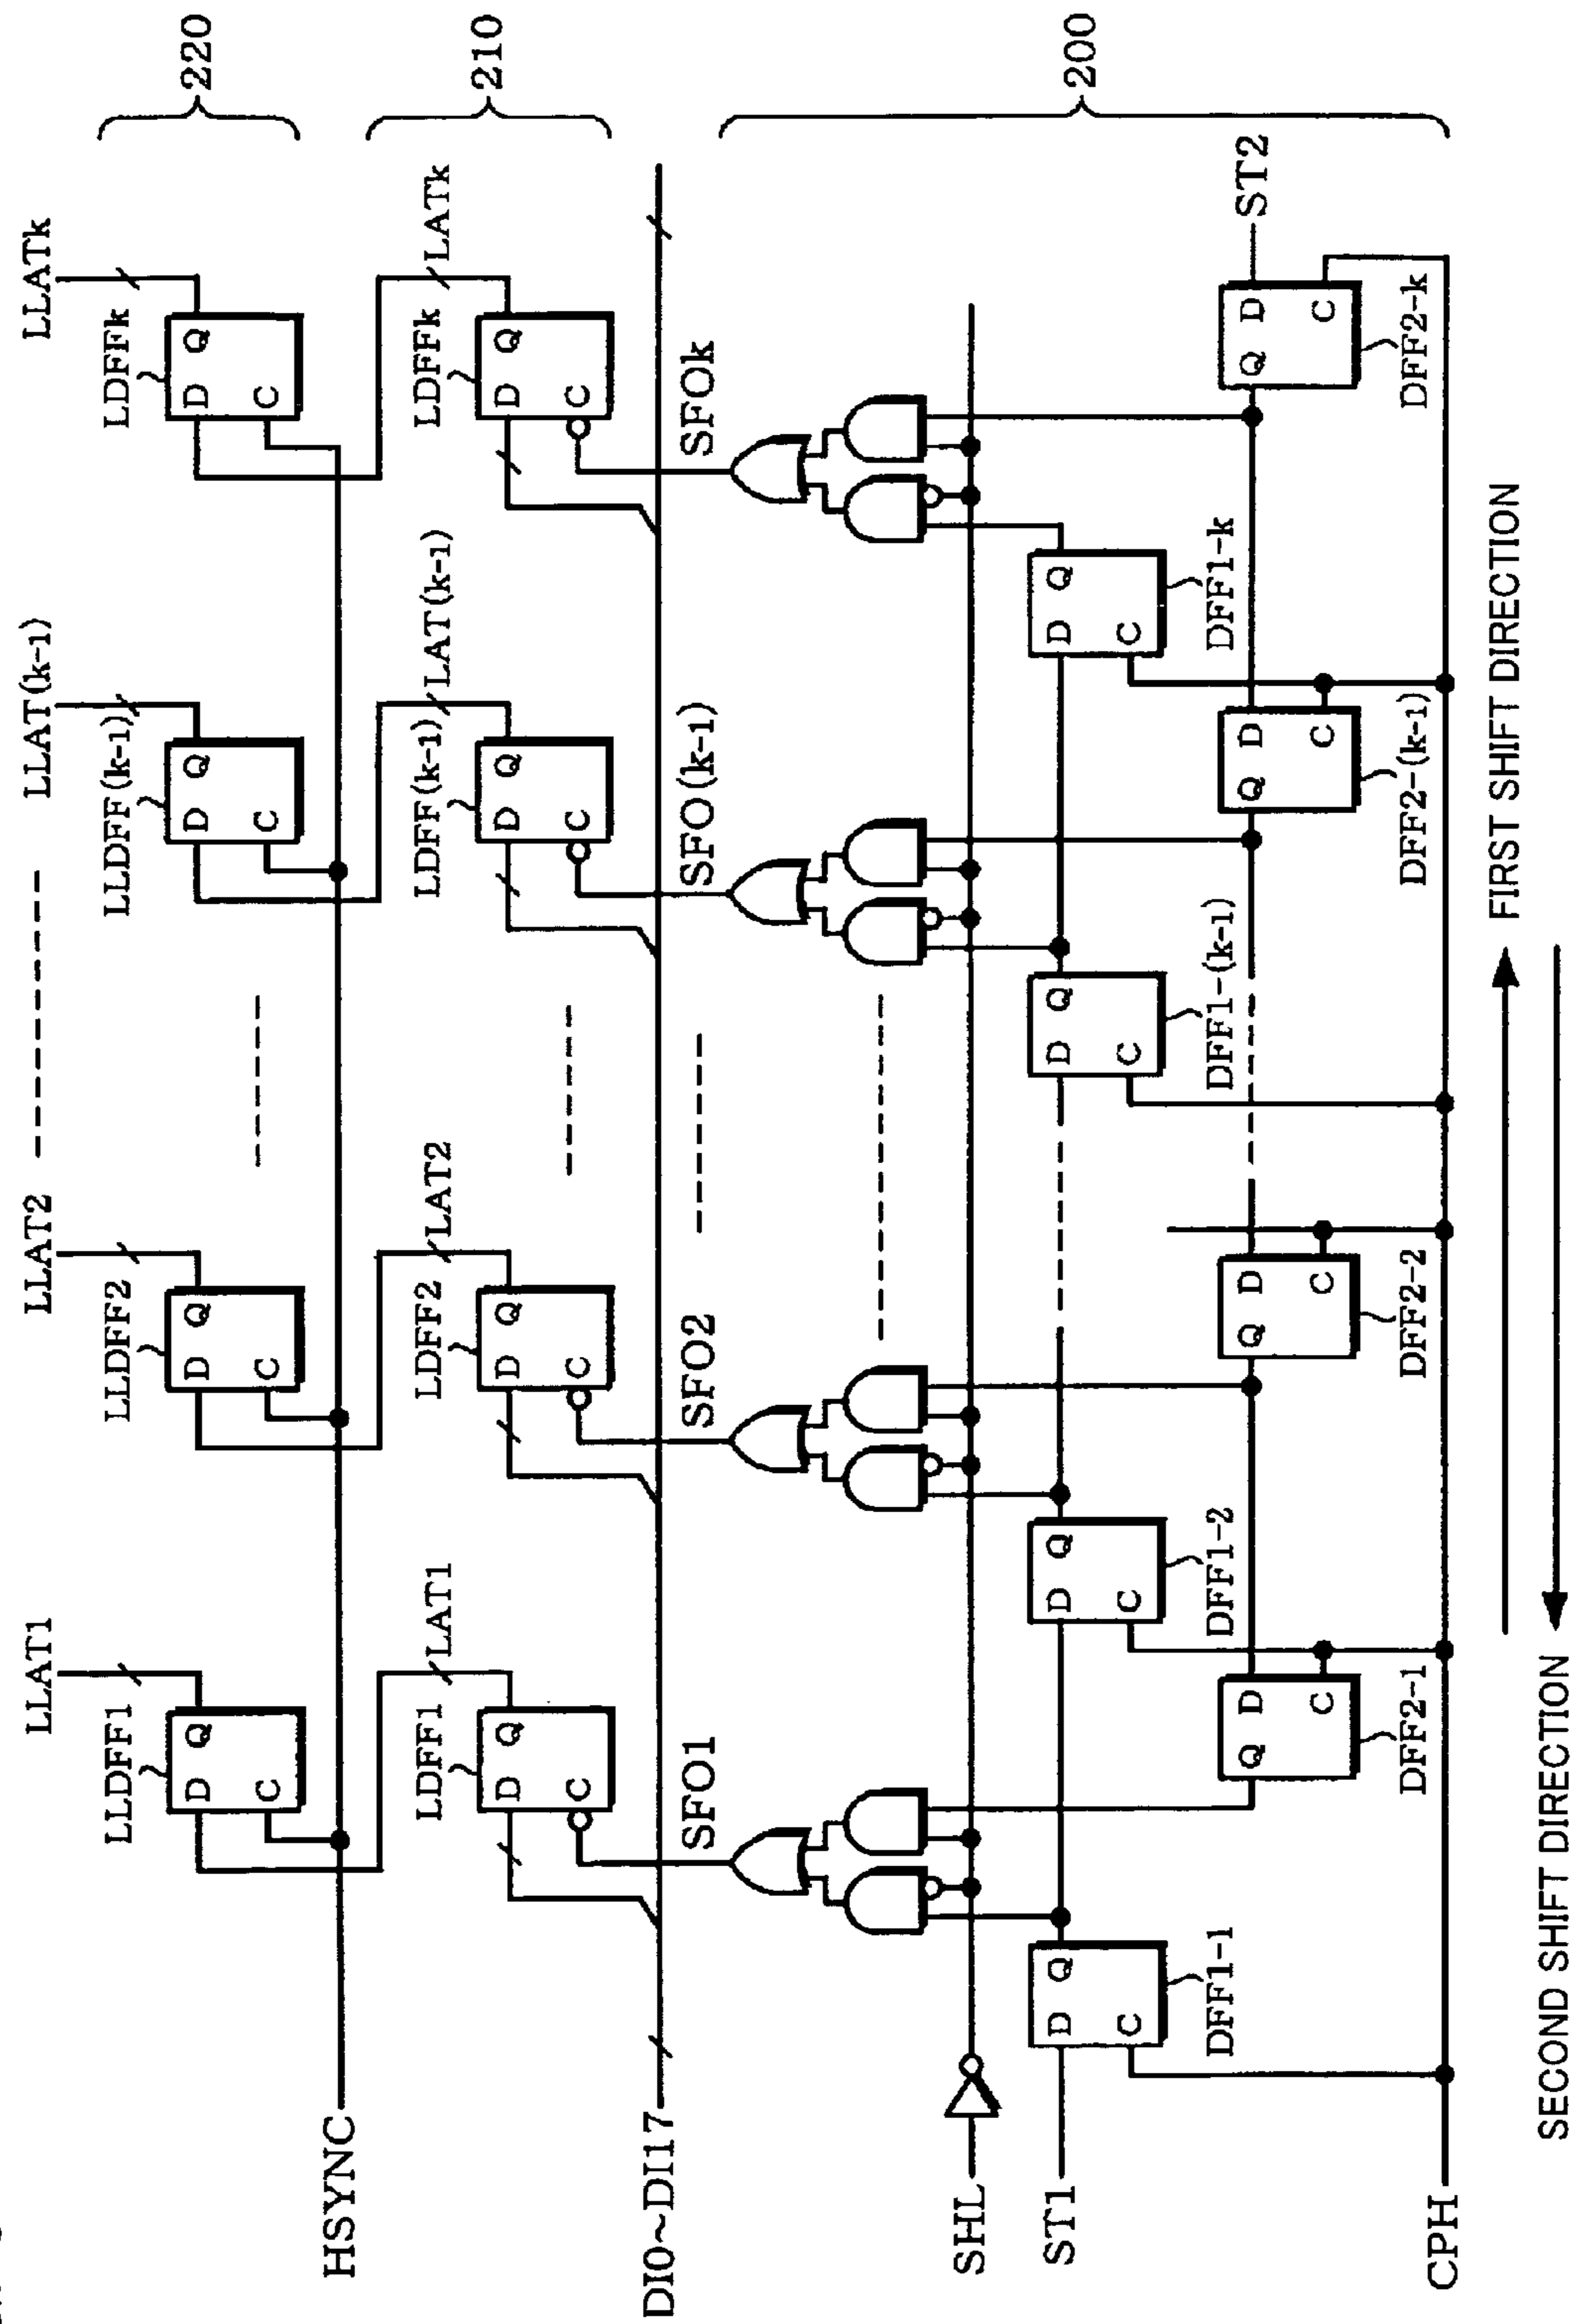 LLAT1
LLAT2
LLAT(k-1)
LLATk
LLDFF1
LLDFF2
LLDFF(k-1)
LDFFk
220
D Q
C
D Q
C
D Q
C
D Q
C
HSYNC
LAT1
LAT2
LAT(k-1)
LATk
LDFF1
LDFF2
LDFF(k-1)
LDFFk
210
D Q
C
D Q
C
D Q
C
D Q
C
DI0~DI17
SFO1
SFO2
SFO(k-1)
SFOk
SHL
200
ST1
D Q
C
D Q
C
D Q
C
D Q
C
DFF1-1
DFF1-2
DFF1-(k-1)
DFF1-k
Q D
C
Q D
C
Q D
C
Q D
C
ST2
DFF2-1
DFF2-2
DFF2-(k-1)
DFF2-k
CPH
FIRST SHIFT DIRECTION
SECOND SHIFT DIRECTION